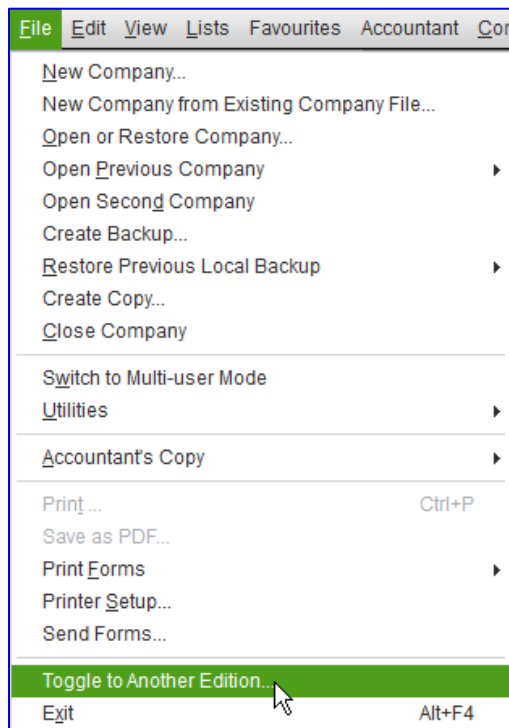 File Edit View Lists Favourites Accountant
New Company...
New Company from Existing Company File...
Open or Restore Company...
Open Previous Company
Open Second Company
Create Backup...
Restore Previous Local Backup
Create Copy...
Close Company
Switch to Multi-user Mode
Utilities
Accountant's Copy
Print ... Ctrl+P
Save as PDF...
Print Forms
Printer Setup...
Send Forms...
Toggle to Another Edition...
Exit Alt+F4